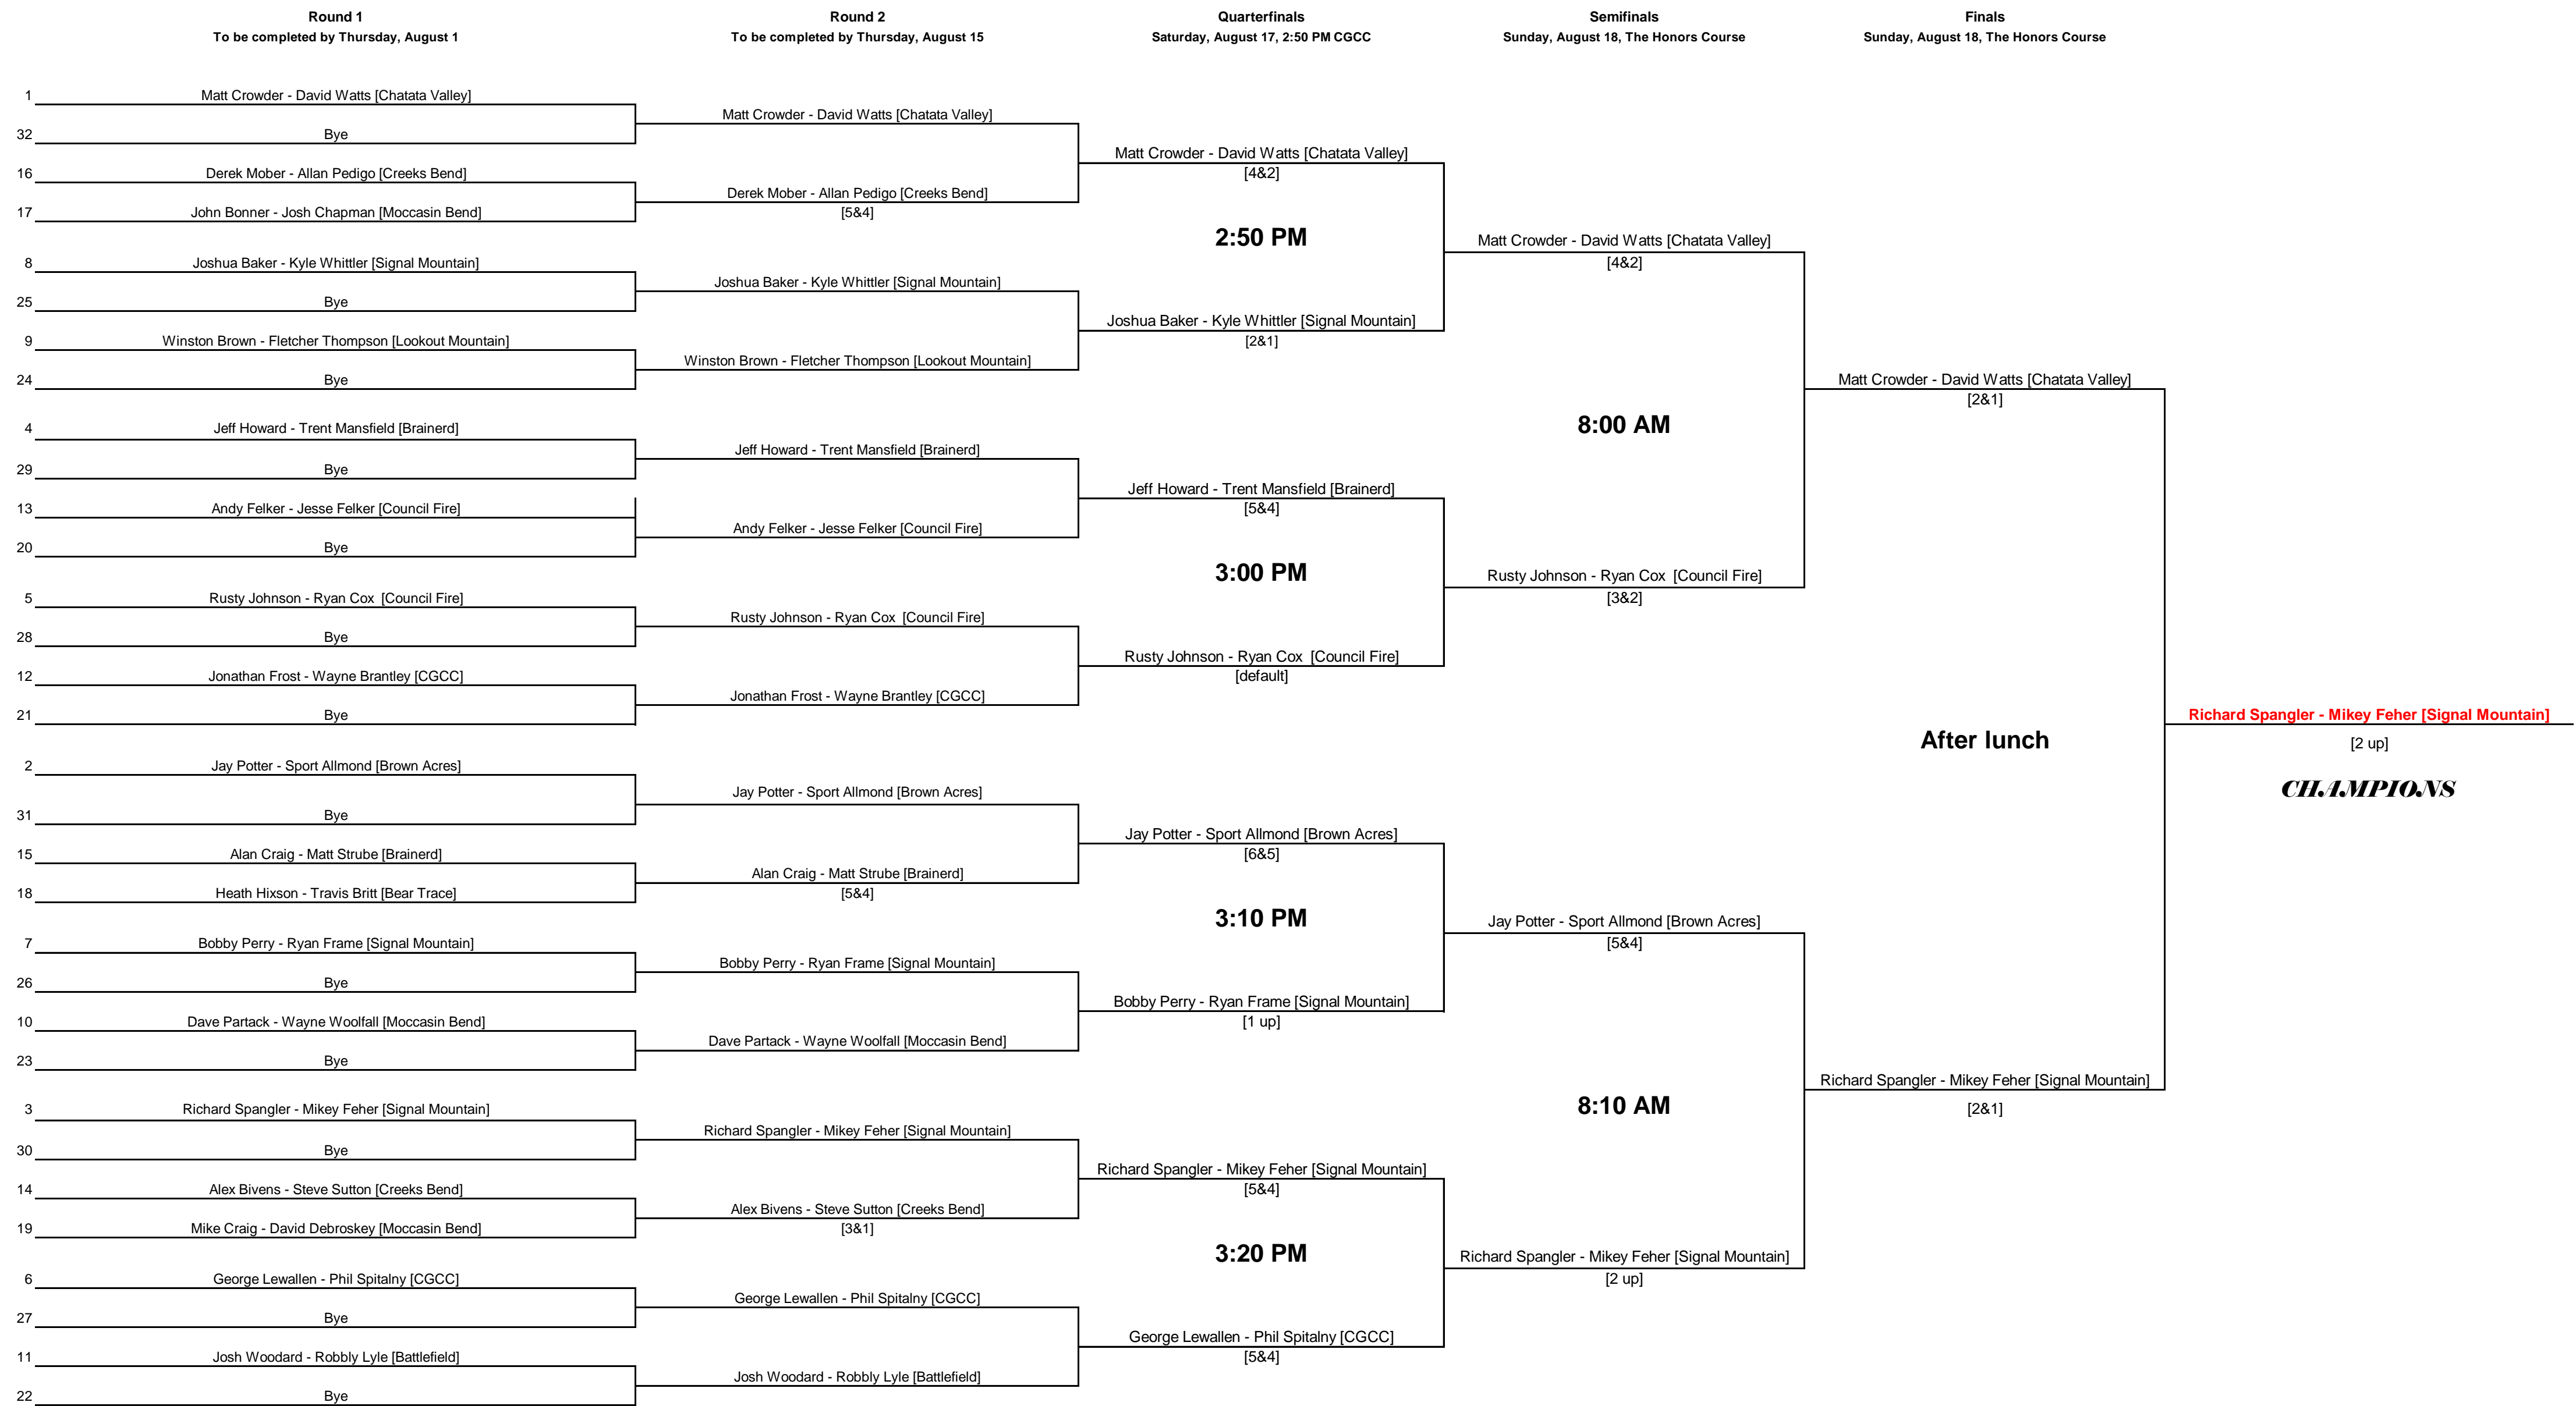 Round 1
To be completed by Thursday, August 1
Round 2
To be completed by Thursday, August 15
Quarterfinals
Saturday, August 17, 2:50 PM CGCC
Semifinals
Sunday, August 18, The Honors Course
Finals
Sunday, August 18, The Honors Course
1 Matt Crowder - David Watts [Chatata Valley]
32 Bye
16 Derek Mober - Allan Pedigo [Creeks Bend]
17 John Bonner - Josh Chapman [Moccasin Bend]
8 Joshua Baker - Kyle Whittler [Signal Mountain]
25 Bye
9 Winston Brown - Fletcher Thompson [Lookout Mountain]
24 Bye
4 Jeff Howard - Trent Mansfield [Brainerd]
29 Bye
13 Andy Felker - Jesse Felker [Council Fire]
20 Bye
5 Rusty Johnson - Ryan Cox  [Council Fire]
28 Bye
12 Jonathan Frost - Wayne Brantley [CGCC]
21 Bye
2 Jay Potter - Sport Allmond [Brown Acres]
31 Bye
15 Alan Craig - Matt Strube [Brainerd]
18 Heath Hixson - Travis Britt [Bear Trace]
7 Bobby Perry - Ryan Frame [Signal Mountain]
26 Bye
10 Dave Partack - Wayne Woolfall [Moccasin Bend]
23 Bye
3 Richard Spangler - Mikey Feher [Signal Mountain]
30 Bye
14 Alex Bivens - Steve Sutton [Creeks Bend]
19 Mike Craig - David Debroskey [Moccasin Bend]
6 George Lewallen - Phil Spitalny [CGCC]
27 Bye
11 Josh Woodard - Robbly Lyle [Battlefield]
22 Bye
Matt Crowder - David Watts [Chatata Valley]
Derek Mober - Allan Pedigo [Creeks Bend]
[5&4]
Joshua Baker - Kyle Whittler [Signal Mountain]
Winston Brown - Fletcher Thompson [Lookout Mountain]
Jeff Howard - Trent Mansfield [Brainerd]
Andy Felker - Jesse Felker [Council Fire]
Rusty Johnson - Ryan Cox  [Council Fire]
Jonathan Frost - Wayne Brantley [CGCC]
Jay Potter - Sport Allmond [Brown Acres]
Alan Craig - Matt Strube [Brainerd]
[5&4]
Bobby Perry - Ryan Frame [Signal Mountain]
Dave Partack - Wayne Woolfall [Moccasin Bend]
Richard Spangler - Mikey Feher [Signal Mountain]
Alex Bivens - Steve Sutton [Creeks Bend]
[3&1]
George Lewallen - Phil Spitalny [CGCC]
Josh Woodard - Robbly Lyle [Battlefield]
Matt Crowder - David Watts [Chatata Valley]
[4&2]
2:50 PM
Joshua Baker - Kyle Whittler [Signal Mountain]
[2&1]
Jeff Howard - Trent Mansfield [Brainerd]
[5&4]
3:00 PM
Rusty Johnson - Ryan Cox  [Council Fire]
[default]
Jay Potter - Sport Allmond [Brown Acres]
[6&5]
3:10 PM
Bobby Perry - Ryan Frame [Signal Mountain]
[1 up]
Richard Spangler - Mikey Feher [Signal Mountain]
[5&4]
3:20 PM
George Lewallen - Phil Spitalny [CGCC]
[5&4]
Matt Crowder - David Watts [Chatata Valley]
[4&2]
8:00 AM
Rusty Johnson - Ryan Cox  [Council Fire]
[3&2]
Jay Potter - Sport Allmond [Brown Acres]
[5&4]
8:10 AM
Richard Spangler - Mikey Feher [Signal Mountain]
[2 up]
Matt Crowder - David Watts [Chatata Valley]
[2&1]
After lunch
Richard Spangler - Mikey Feher [Signal Mountain]
[2&1]
Richard Spangler - Mikey Feher [Signal Mountain]
[2 up]
CHAMPIONS